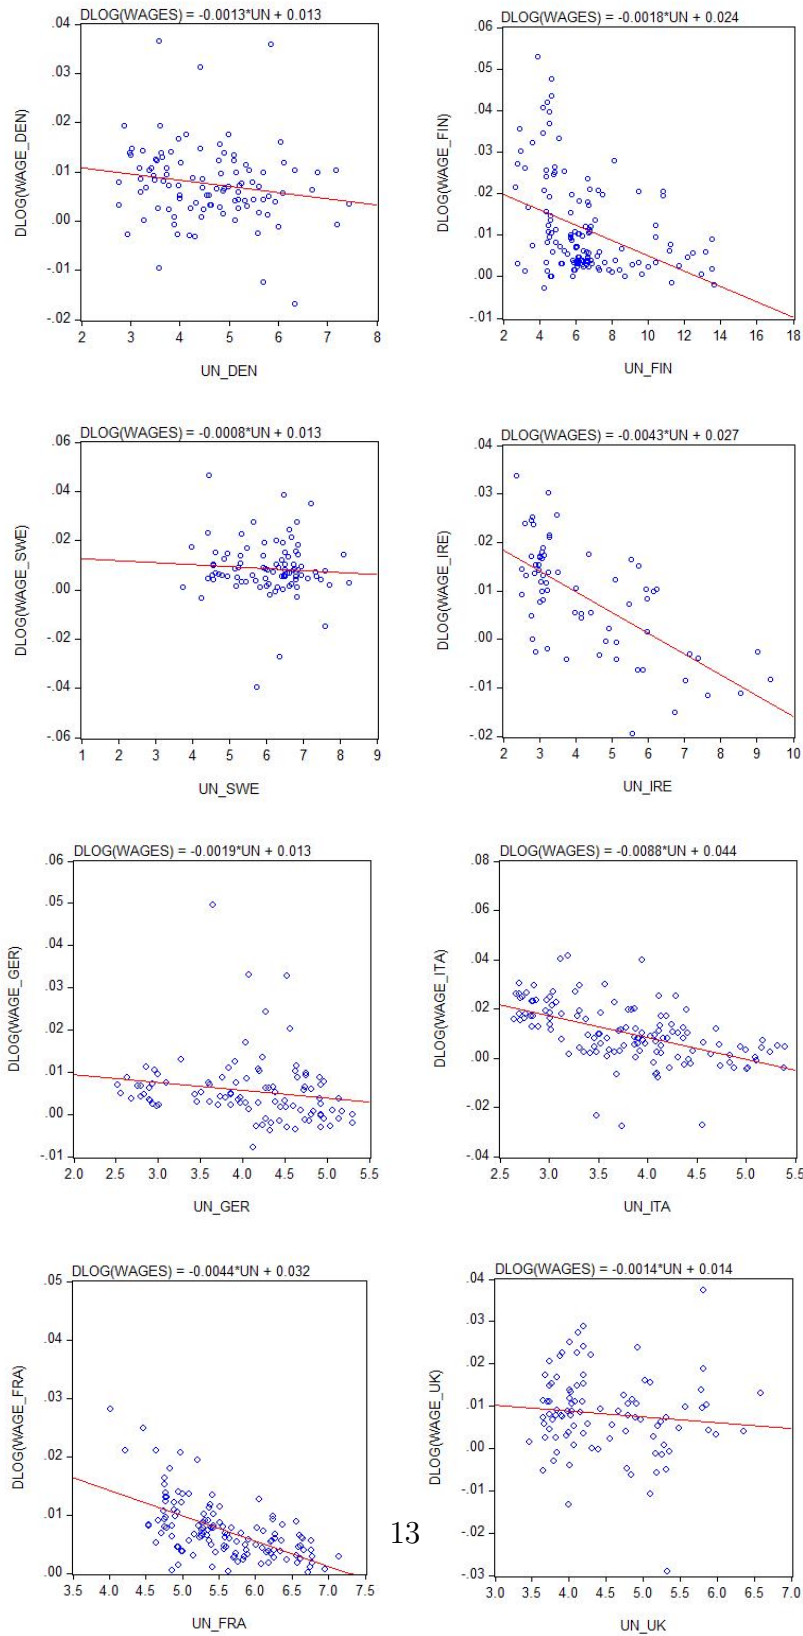 DLOG(WAGES) = -0.0013*UN + 0.013
DLOG(WAGE_DEN)
.04
.03
.02
.01
.00
-.01
-.02
2 3 4 5 6 7 8
UN_DEN
DLOG(WAGES) = -0.0018*UN + 0.024
DLOG(WAGE_FIN)
.06
.05
.04
.03
.02
.01
.00
-.01
2 4 6 8 10 12 14 16 18
UN_FIN
DLOG(WAGES) = -0.0008*UN + 0.013
DLOG(WAGE_SWE)
.06
.04
.02
.00
-.02
-.04
-.06
1 2 3 4 5 6 7 8 9
UN_SWE
DLOG(WAGES) = -0.0043*UN + 0.027
DLOG(WAGE_IRE)
.04
.03
.02
.01
.00
-.01
-.02
2 3 4 5 6 7 8 9 10
UN_IRE
DLOG(WAGES) = -0.0019*UN + 0.013
DLOG(WAGE_GER)
.06
.05
.04
.03
.02
.01
.00
-.01
2.0 2.5 3.0 3.5 4.0 4.5 5.0 5.5
UN_GER
DLOG(WAGES) = -0.0088*UN + 0.044
DLOG(WAGE_ITA)
.08
.06
.04
.02
.00
-.02
-.04
2.5 3.0 3.5 4.0 4.5 5.0 5.5
UN_ITA
DLOG(WAGES) = -0.0044*UN + 0.032
DLOG(WAGE_FRA)
.05
.04
.03
.02
.01
.00
3.5 4.0 4.5 5.0 5.5 6.0 6.5 7.0 7.5
UN_FRA
DLOG(WAGES) = -0.0014*UN + 0.014
DLOG(WAGE_UK)
.04
.03
.02
.01
.00
-.01
-.02
-.03
3.0 3.5 4.0 4.5 5.0 5.5 6.0 6.5 7.0
UN_UK
13